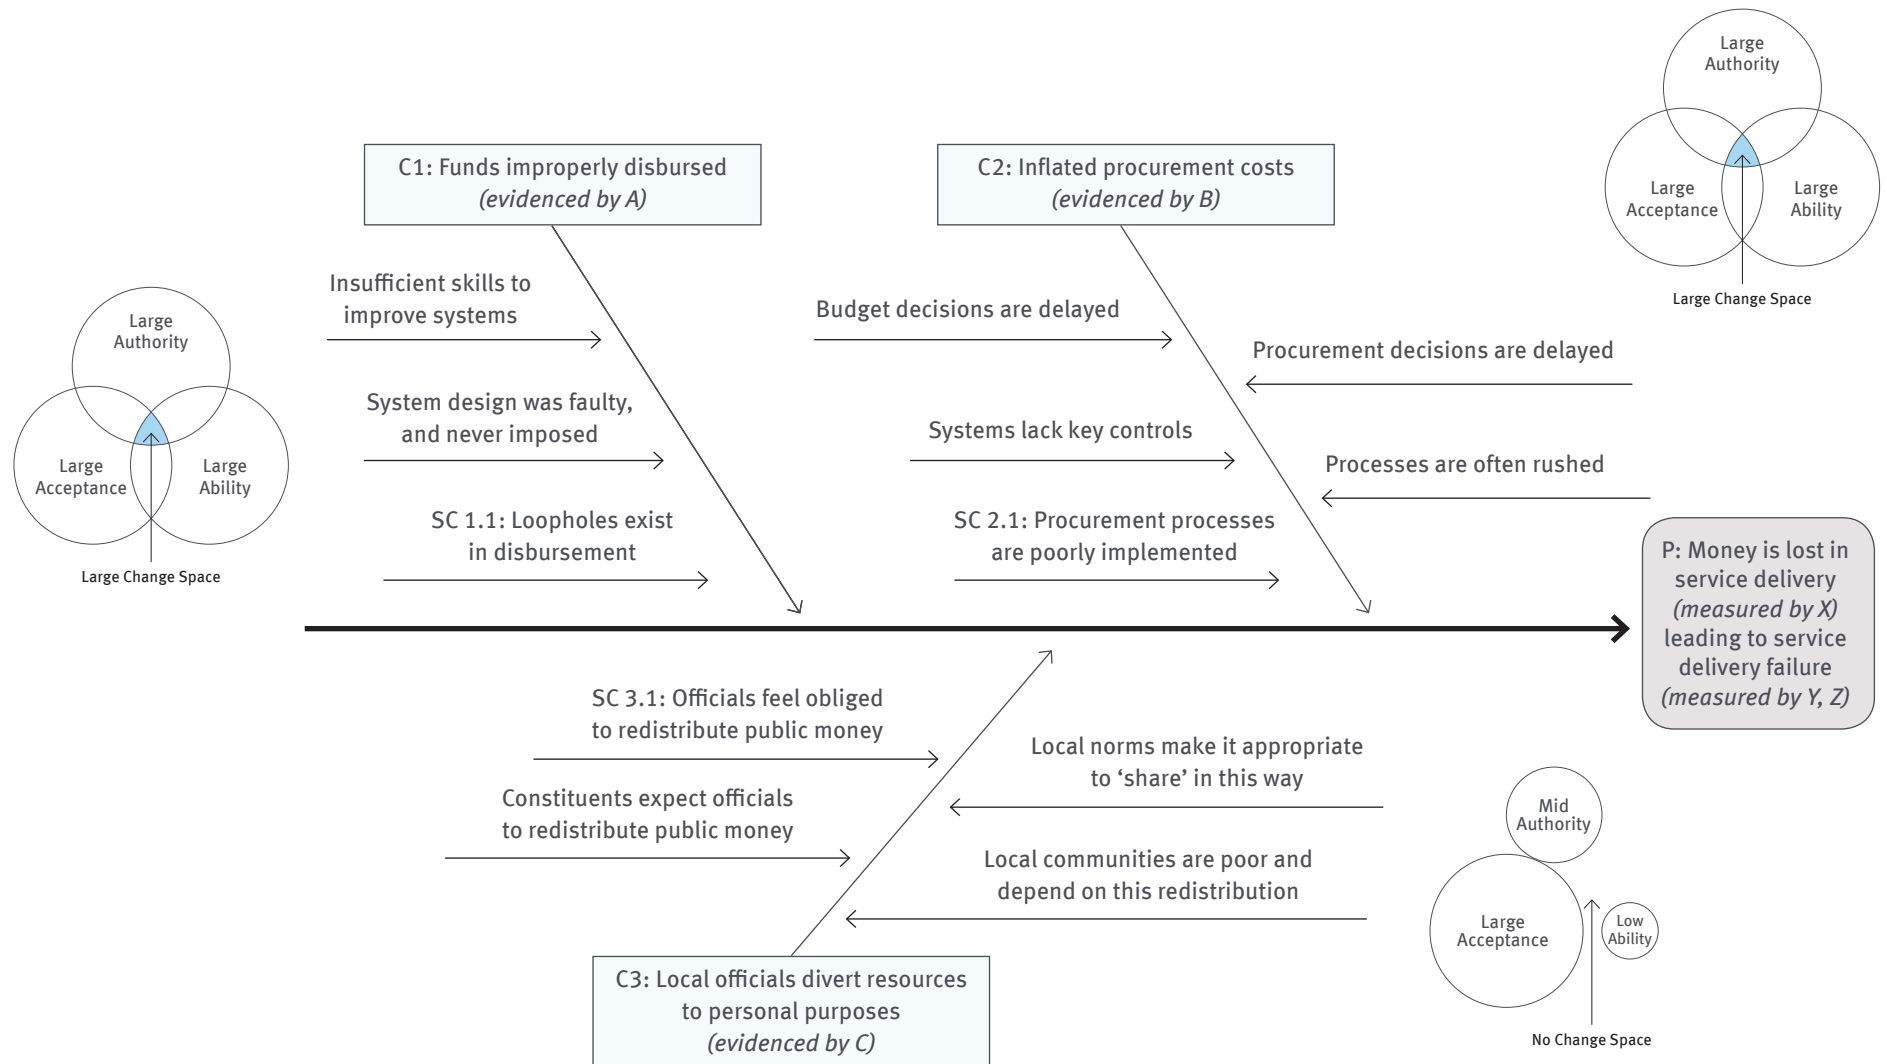 Large
Authority
Large
Acceptance
Large
Ability
Large Change Space
C1: Funds improperly disbursed
(evidenced by A)
Insufficient skills to
improve systems
System design was faulty,
and never imposed
SC 1.1: Loopholes exist
in disbursement
C2: Inflated procurement costs
(evidenced by B)
Budget decisions are delayed
Systems lack key controls
SC 2.1: Procurement processes
are poorly implemented
Procurement decisions are delayed
Processes are often rushed
Large
Authority
Large
Acceptance
Large
Ability
Large Change Space
P: Money is lost in
service delivery
(measured by X)
leading to service
delivery failure
(measured by Y, Z)
SC 3.1: Officials feel obliged
to redistribute public money
Constituents expect officials
to redistribute public money
Local norms make it appropriate
to ‘share’ in this way
Local communities are poor and
depend on this redistribution
C3: Local officials divert resources
to personal purposes
(evidenced by C)
Mid
Authority
Large
Acceptance
Low
Ability
No Change Space